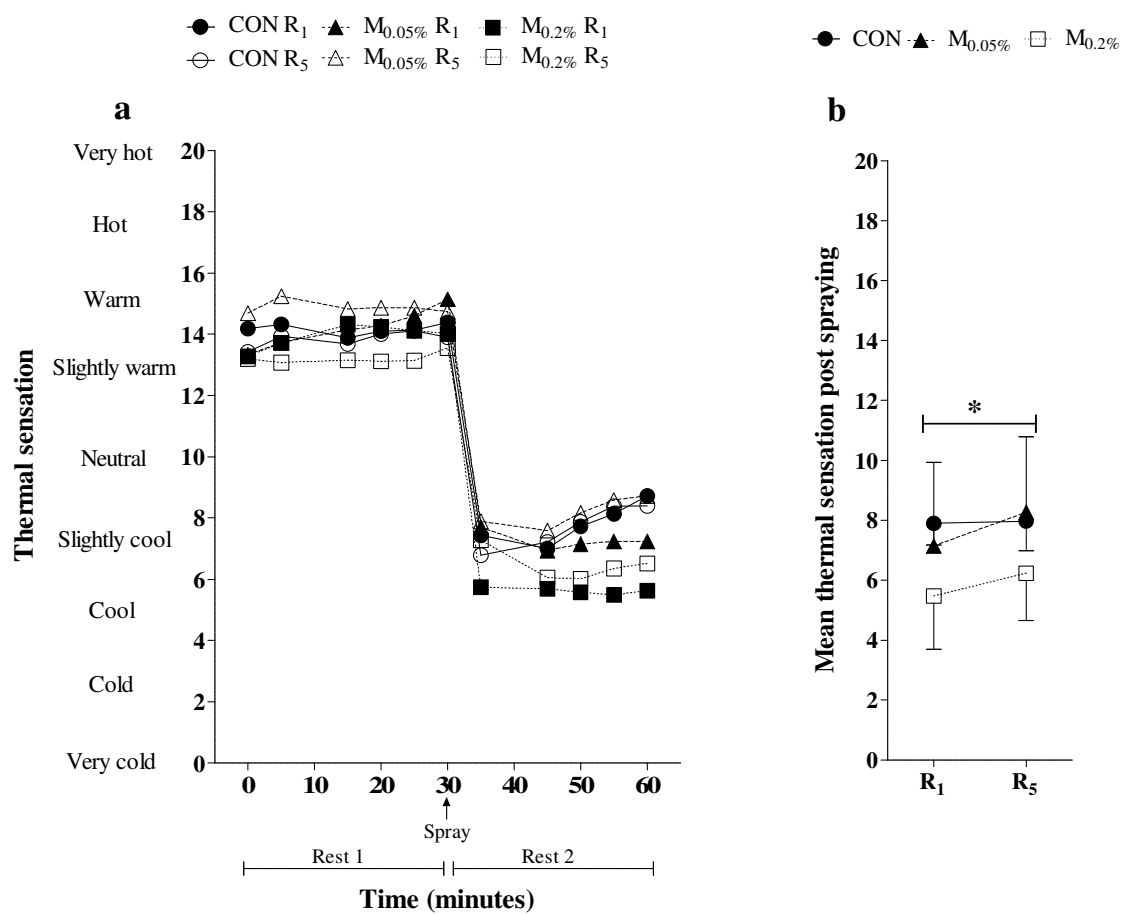 CON R1 M0.05% R1 M0.2% R1
CON R5 M0.05% R5 M0.2% R5
CON M0.05% M0.2%
a
b
Thermal sensation
Very hot
Hot
Warm
Slightly warm
Neutral
Slightly cool
Cool
Cold
Very cold
20
18
16
14
12
10
8
6
4
2
0
0 10 20 30 40 50 60
Spray
Rest 1 Rest 2
Time (minutes)
Mean thermal sensation post spraying
20
18
16
14
12
10
8
6
4
2
0
*
R1 R5